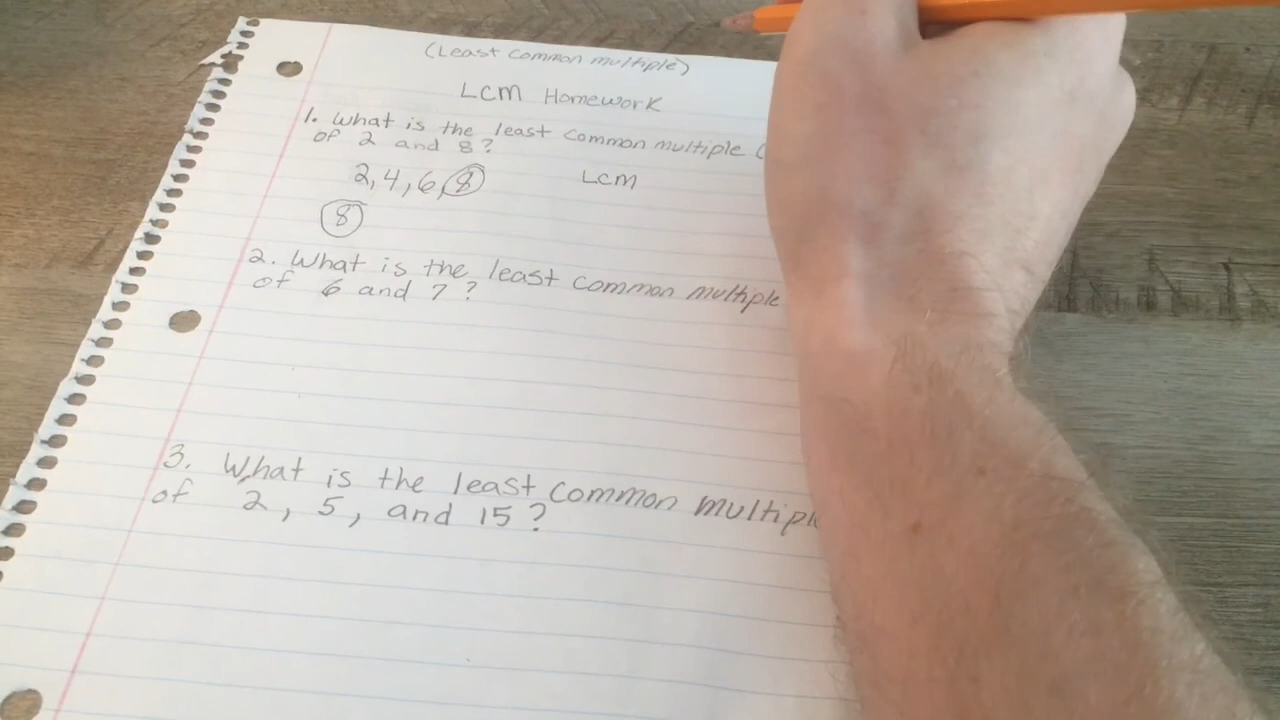 (Least common multiple)
LCM Homework
1. What is the least common multiple (
of 2 and 8?
2, 4, 6, 8 LCM
8
2. What is the least common multiple
of 6 and 7?
3. What is the least common multipl
of 2, 5, and 15?